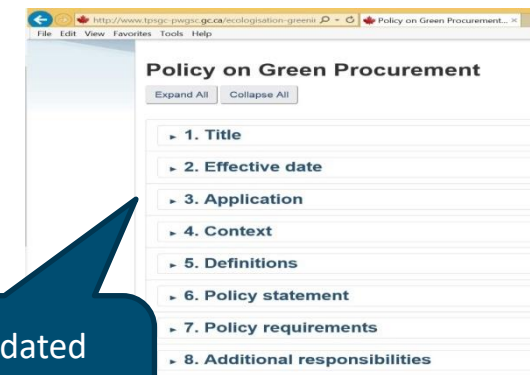 http://www.tpsgc-pwgsc.gc.ca/ecologisation-greeni
Policy on Green Procurement...
File Edit View Favorites Tools Help
Policy on Green Procurement
Expand All Collapse All
1. Title
2. Effective date
3. Application
4. Context
5. Definitions
6. Policy statement
7. Policy requirements
8. Additional responsibilities
dated